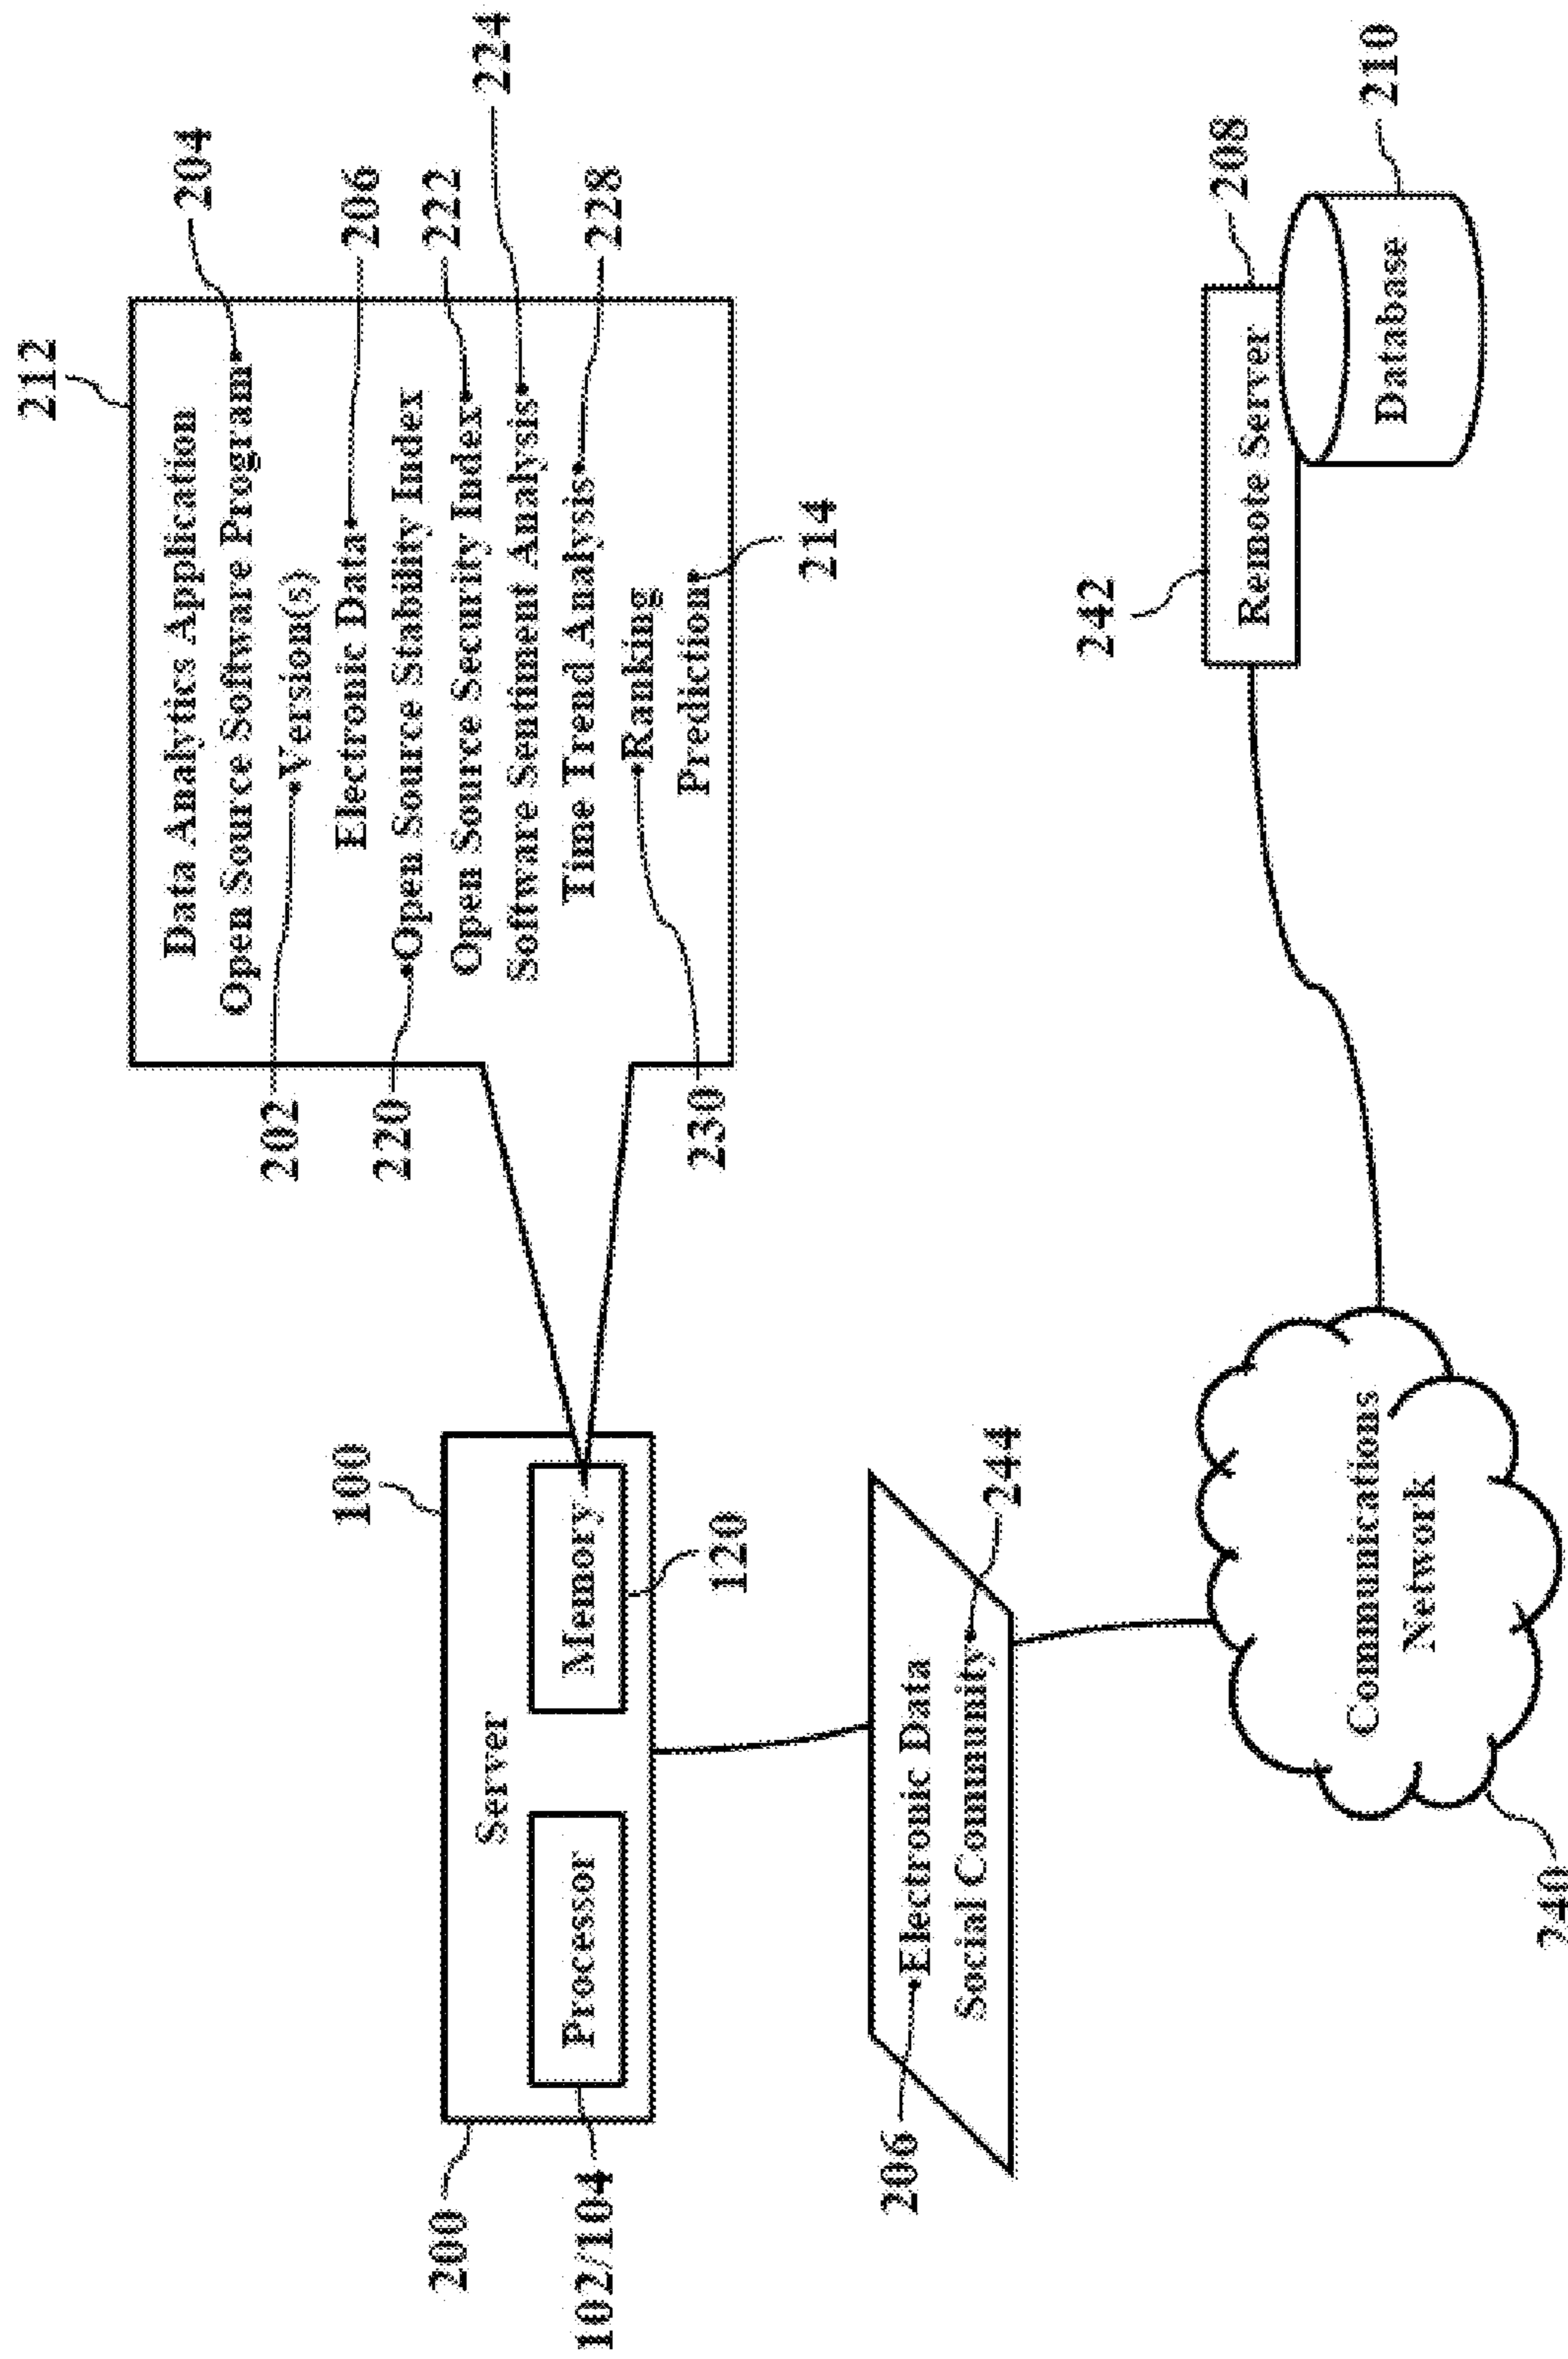 212
Data Analytics Application
Open Source Software Program
204
Version(s)
202
Electronic Data
206
Open Source Stability Index
220
Open Source Security Index
222
Software Sentiment Analysis
224
Time Trend Analysis
228
Ranking
230
Prediction
214
100
200
Server
Processor
Memory
102/104
120
206
Electronic Data
Social Community
244
242
Remote Server
208
Database
210
Communications
Network
240